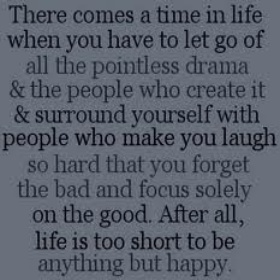 There comes a time in life
when you have to let go of
all the pointless drama
& the people who create it
& surround yourself with
people who make you laugh
so hard that you forget
the bad and focus solely
on the good. After all,
life is too short to be
anything but happy.